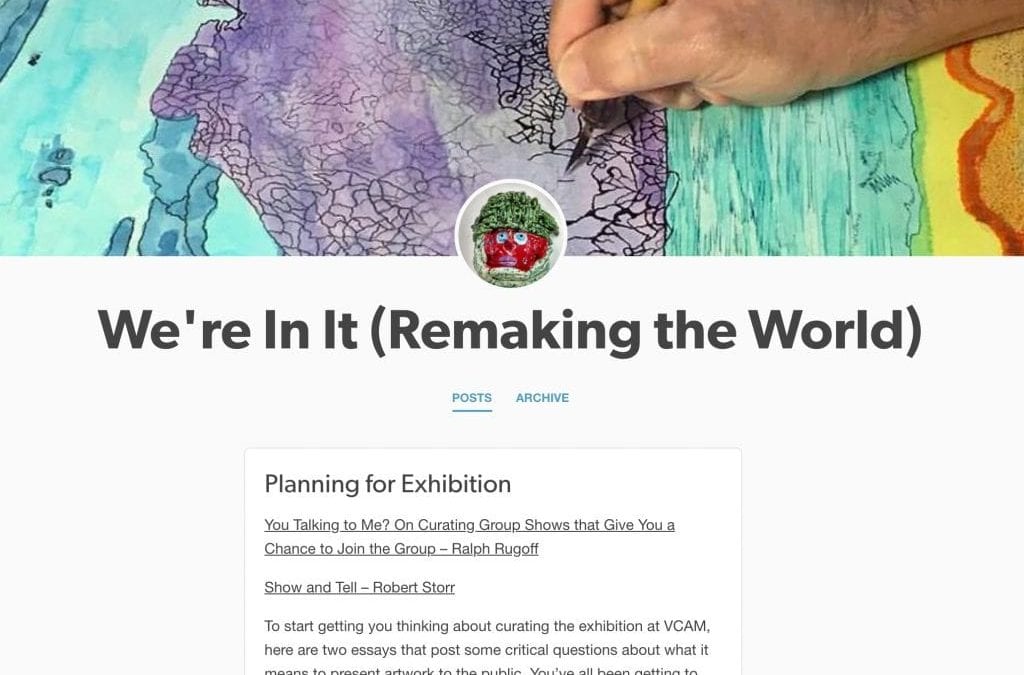 We're In It (Remaking the World)
POSTS ARCHIVE
Planning for Exhibition
You Talking to Me? On Curating Group Shows that Give You a
Chance to Join the Group – Ralph Rugoff
Show and Tell – Robert Storr
To start getting you thinking about curating the exhibition at VCAM,
here are two essays that post some critical questions about what it
means to present artwork to the public. You've all been getting to